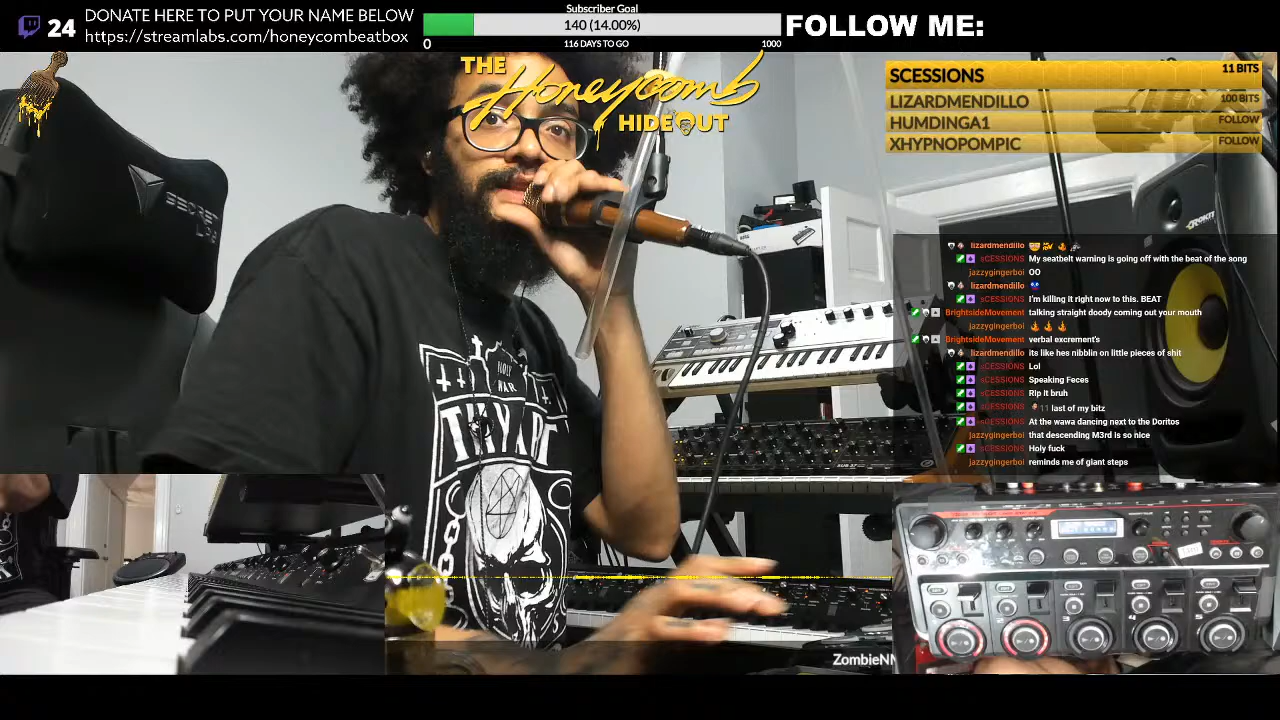 24
DONATE HERE TO PUT YOUR NAME BELOW
https://streamlabs.com/honeycombeatbox
Subscriber Goal
140 (14.00%)
0
116 DAYS TO GO
1000
FOLLOW ME:
THE
Honeycomb
HIDEOUT
SCESSIONS 11 BITS
LIZARDMENDILLO 100 BITS
HUMDINGA1 FOLLOW
XHYPNOPOMPIC FOLLOW
SECRET
ROKIT
KORG
lizardmendillo
sCESSIONS My seatbelt warning is going off with the beat of the song
jazzygingerboi OO
lizardmendillo
sCESSIONS I'm killing it right now to this. BEAT
BrightsideMovement talking straight doody coming out your mouth
jazzygingerboi
BrightsideMovement verbal excrement's
lizardmendillo its like hes nibblin on little pieces of shit
sCESSIONS Lol
sCESSIONS Speaking Feces
sCESSIONS Rip it bruh
sCESSIONS 11 last of my bitz
sCESSIONS At the wawa dancing next to the Doritos
jazzygingerboi that descending M3rd is so nice
sCESSIONS Holy fuck
jazzygingerboi reminds me of giant steps
WAR
SUB 37